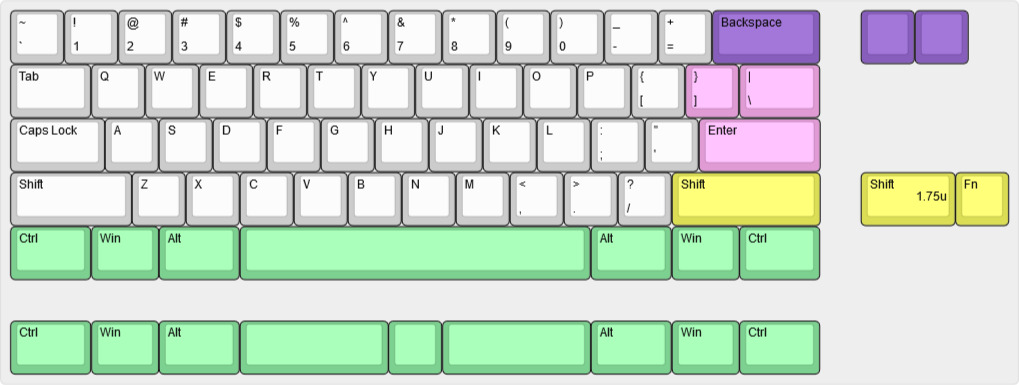 ~ ! @ # $ % ^ & * ( ) _ + Backspace
` 1 2 3 4 5 6 7 8 9 0 - =
Tab Q W E R T Y U I O P { } |
[ ] \
Caps Lock A S D F G H J K L : " Enter
; '
Shift Z X C V B N M < > ? Shift Shift Fn
1.75u
, . /
Ctrl Win Alt Alt Win Ctrl
Ctrl Win Alt Alt Win Ctrl